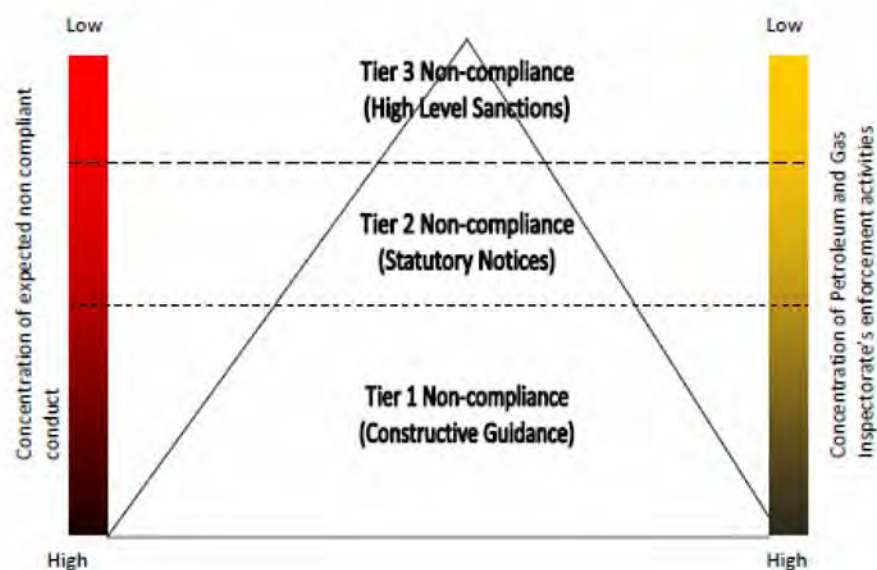 Low
Low
Tier 3 Non-compliance
(High Level Sanctions)
Tier 2 Non-compliance
(Statutory Notices)
Tier 1 Non-compliance
(Constructive Guidance)
Concentration of expected non compliant
conduct
Concentration of Petroleum and Gas
Inspectorate's enforcement activities
High
High